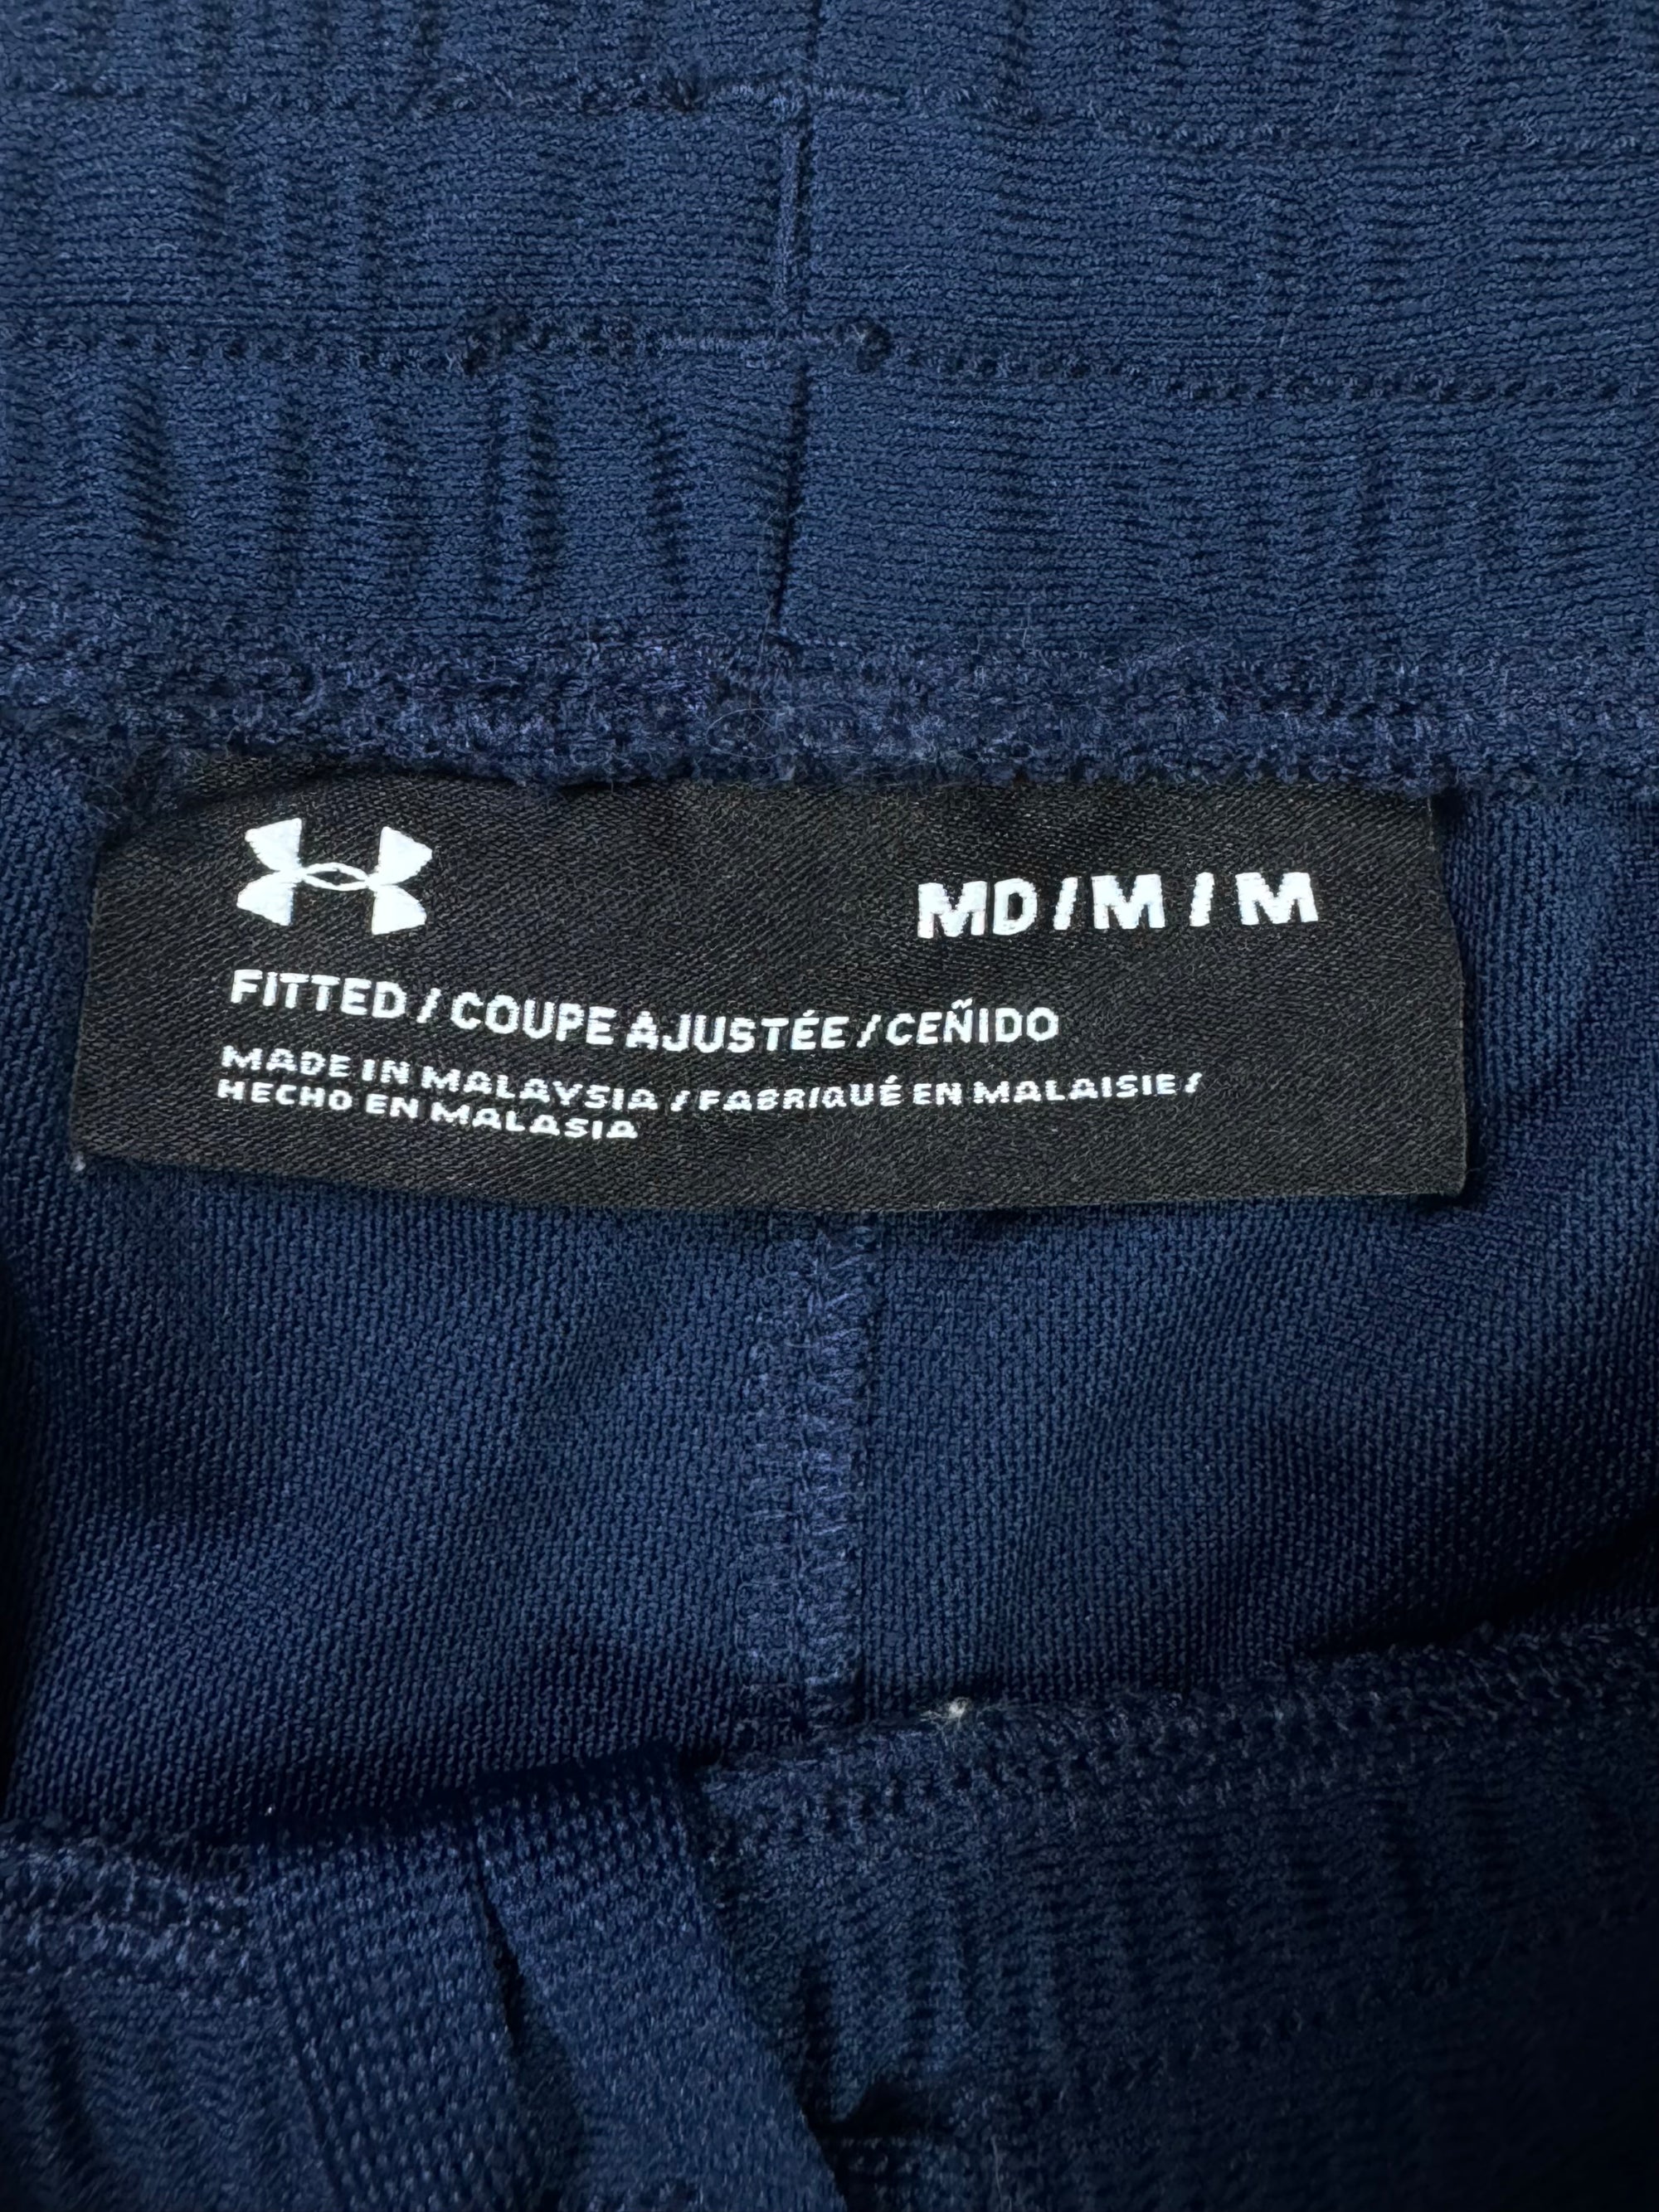 MD / M / M
FITTED / COUPE AJUSTÉE / CEÑIDO
MADE IN MALAYSIA / FABRIQUÉ EN MALAISIE /
HECHO EN MALASIA